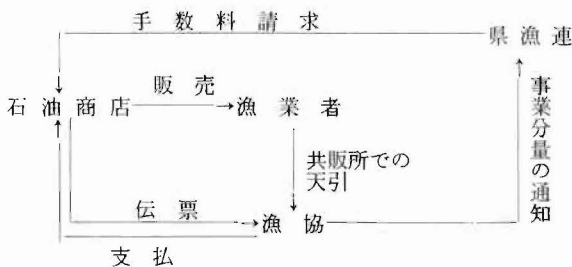 手数料請求
県漁連
販売
石油商店
漁業者
事業分量の通知
共販所での
天引
伝票
漁協
支払